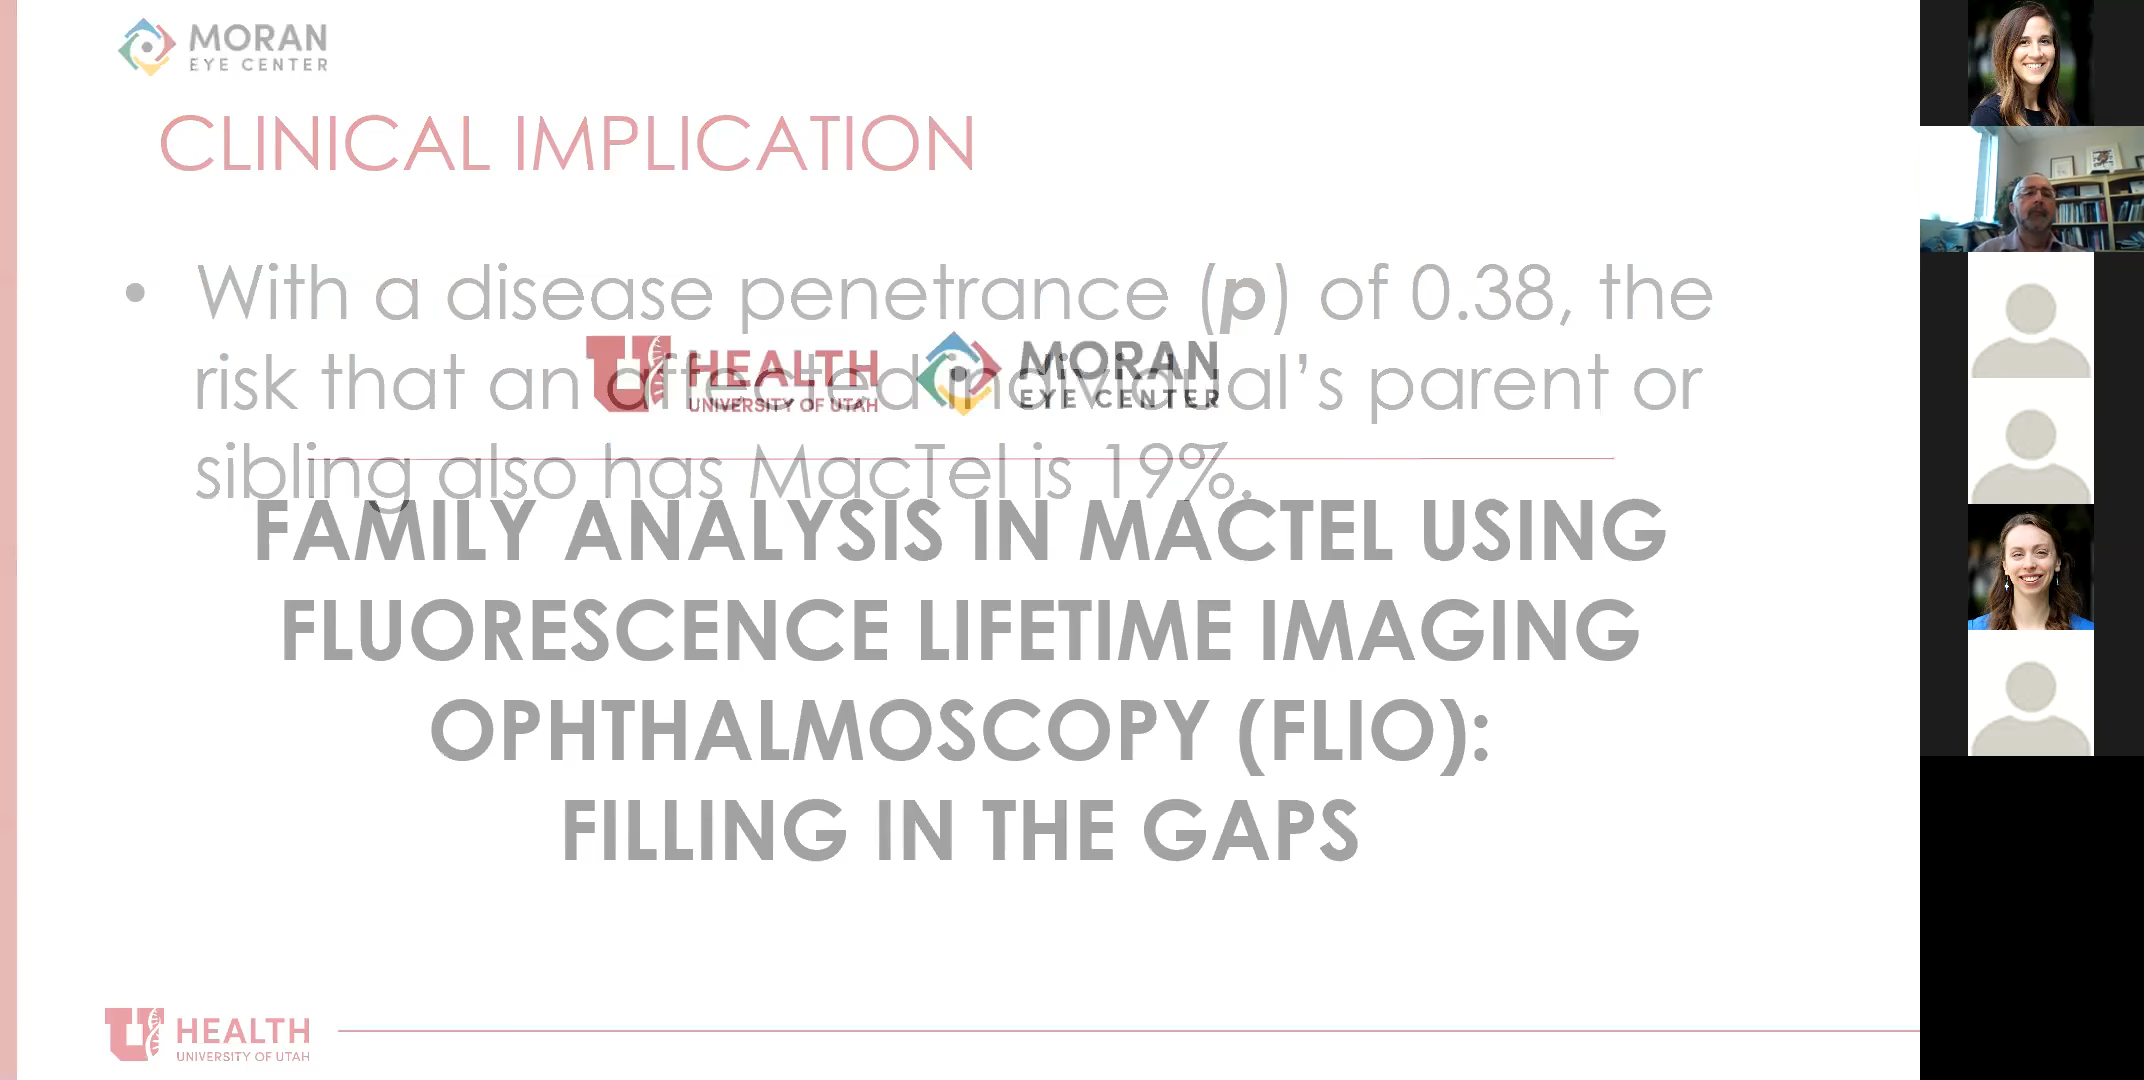 MORAN
EYE CENTER
CLINICAL IMPLICATION
• With a disease penetrance (p) of 0.38, the
risk that an affected individual's parent or
sibling also has MacTel is 19%.
U HEALTH
UNIVERSITY OF UTAH
MORAN
EYE CENTER
FAMILY ANALYSIS IN MACTEL USING
FLUORESCENCE LIFETIME IMAGING
OPHTHALMOSCOPY (FLIO):
FILLING IN THE GAPS
U HEALTH
UNIVERSITY OF UTAH